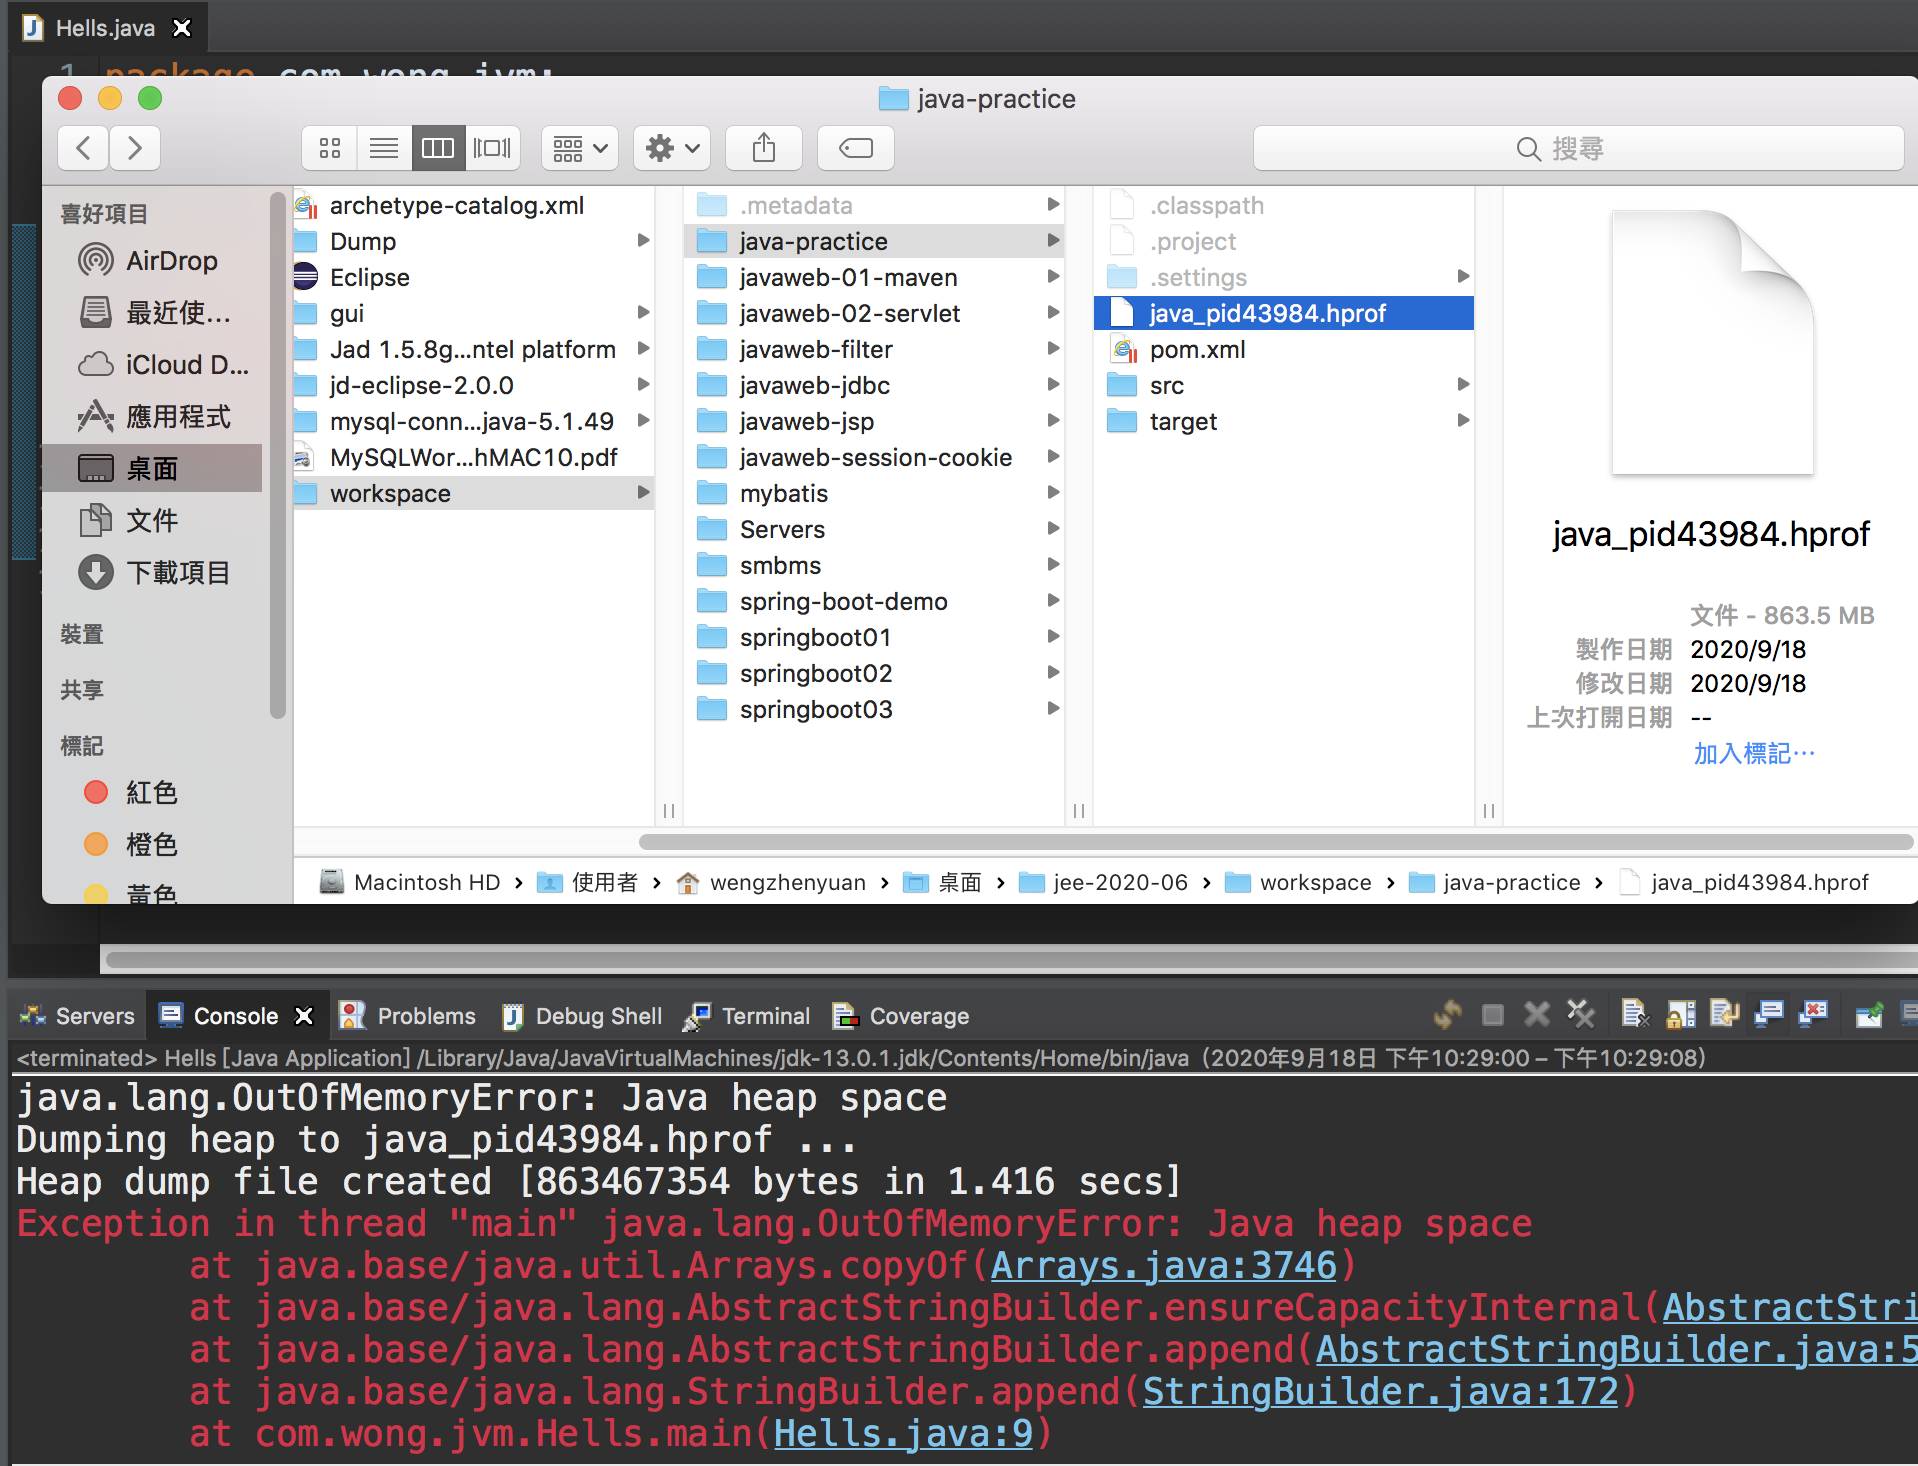 Hells.java
1 package com.wong.jvm;
java-practice
搜尋
喜好項目
AirDrop
最近使...
iCloud D...
應用程式
桌面
文件
下載項目
裝置
共享
標記
紅色
橙色
黃色
archetype-catalog.xml
Dump
Eclipse
gui
Jad 1.5.8g...ntel platform
jd-eclipse-2.0.0
mysql-conn...java-5.1.49
MySQLWor...hMAC10.pdf
workspace
.metadata
java-practice
javaweb-01-maven
javaweb-02-servlet
javaweb-filter
javaweb-jdbc
javaweb-jsp
javaweb-session-cookie
mybatis
Servers
smbms
spring-boot-demo
springboot01
springboot02
springboot03
.classpath
.project
.settings
java_pid43984.hprof
pom.xml
src
target
java_pid43984.hprof
文件 - 863.5 MB
製作日期 2020/9/18
修改日期 2020/9/18
上次打開日期 --
加入標記⋯
Macintosh HD › 使用者 › wengzhenyuan › 桌面 › jee-2020-06 › workspace › java-practice › java_pid43984.hprof
Servers Console Problems Debug Shell Terminal Coverage
<terminated> Hells [Java Application] /Library/Java/JavaVirtualMachines/jdk-13.0.1.jdk/Contents/Home/bin/java（2020年9月18日 下午10:29:00 – 下午10:29:08）
java.lang.OutOfMemoryError: Java heap space
Dumping heap to java_pid43984.hprof ...
Heap dump file created [863467354 bytes in 1.416 secs]
Exception in thread "main" java.lang.OutOfMemoryError: Java heap space
at java.base/java.util.Arrays.copyOf(Arrays.java:3746)
at java.base/java.lang.AbstractStringBuilder.ensureCapacityInternal(AbstractStri
at java.base/java.lang.AbstractStringBuilder.append(AbstractStringBuilder.java:5
at java.base/java.lang.StringBuilder.append(StringBuilder.java:172)
at com.wong.jvm.Hells.main(Hells.java:9)